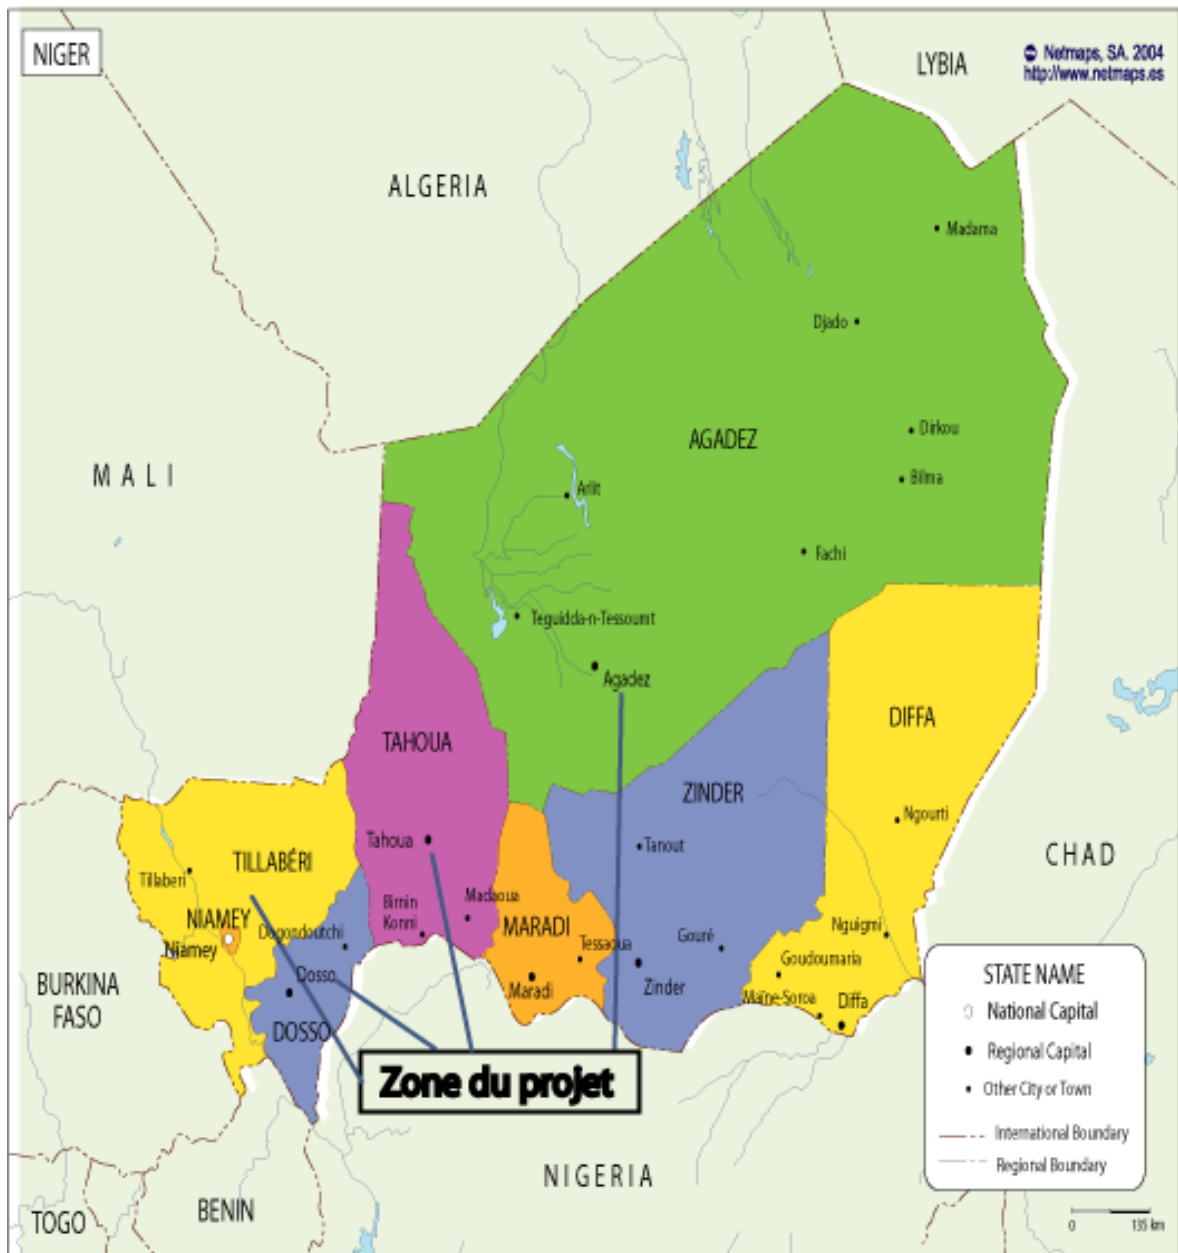 NIGER
LYBIA
Netmaps, SA. 2004
http://www.netmaps.es
ALGERIA
Madama
Djado
Dirkou
AGADEZ
MALI
Bilma
Arlit
Fachi
Teguidda-n-Tessoumt
Agadez
DIFFA
TAHOUA
ZINDER
Ngourti
Tahoua
Tanout
CHAD
TILLABÉRI
Tillaberi
Birnin
Konni
Madaoua
NIAMEY
Niamey
Dogondoutchi
MARADI
Tessaoua
Gouré
Nguigmi
Goudoumaria
Dosso
Maradi
Zinder
Maïne-Soroa
Diffa
BURKINA
FASO
DOSSO
STATE NAME
National Capital
Regional Capital
Other City or Town
International Boundary
Regional Boundary
Zone du projet
NIGERIA
BENIN
TOGO
0 135 km